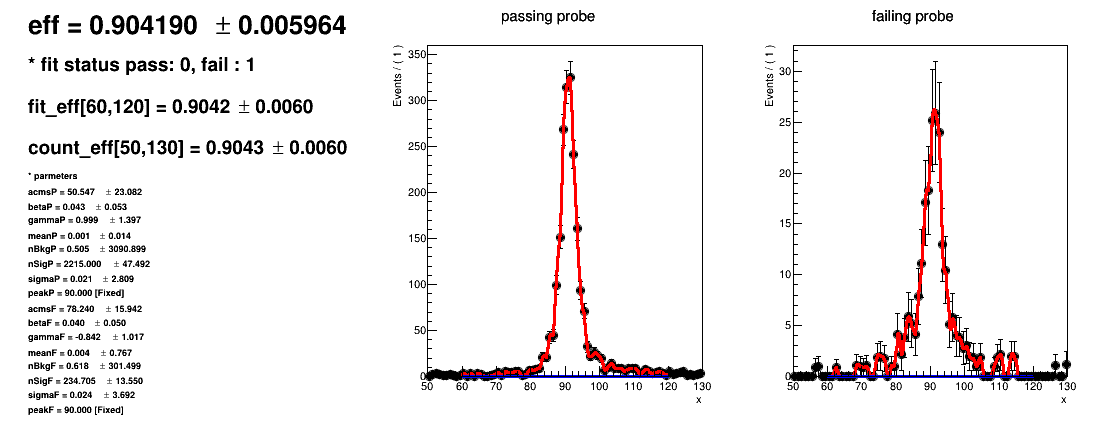 eff = 0.904190 ± 0.005964
* fit status pass: 0, fail : 1
fit_eff[60,120] = 0.9042 ± 0.0060
count_eff[50,130] = 0.9043 ± 0.0060
* parmeters
acmsP = 50.547 ± 23.082
betaP = 0.043 ± 0.053
gammaP = 0.999 ± 1.397
meanP = 0.001 ± 0.014
nBkgP = 0.505 ± 3090.899
nSigP = 2215.000 ± 47.492
sigmaP = 0.021 ± 2.809
peakP = 90.000 [Fixed]
acmsF = 78.240 ± 15.942
betaF = 0.040 ± 0.050
gammaF = -0.842 ± 1.017
meanF = 0.004 ± 0.767
nBkgF = 0.618 ± 301.499
nSigF = 234.705 ± 13.550
sigmaF = 0.024 ± 3.692
peakF = 90.000 [Fixed]
passing probe
Events / ( 1 )
350
300
250
200
150
100
50
0
50 60 70 80 90 100 110 120 130
x
failing probe
Events / ( 1 )
30
25
20
15
10
5
0
50 60 70 80 90 100 110 120 130
x